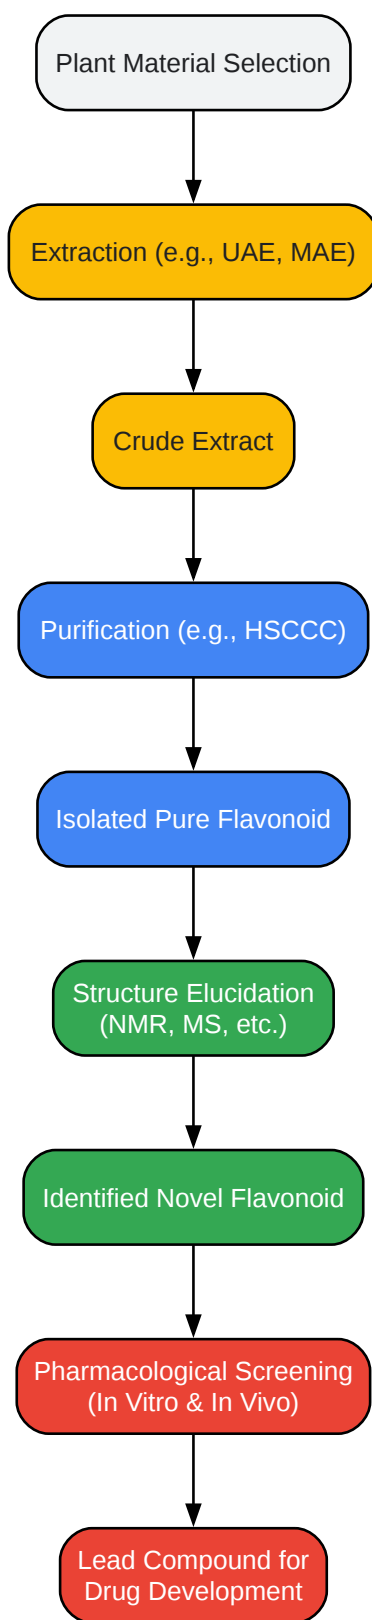 Plant Material Selection
Extraction (e.g., UAE, MAE)
Crude Extract
Purification (e.g., HSCCC)
Isolated Pure Flavonoid
Structure Elucidation
(NMR, MS, etc.)
Identified Novel Flavonoid
Pharmacological Screening
(In Vitro & In Vivo)
Lead Compound for
Drug Development